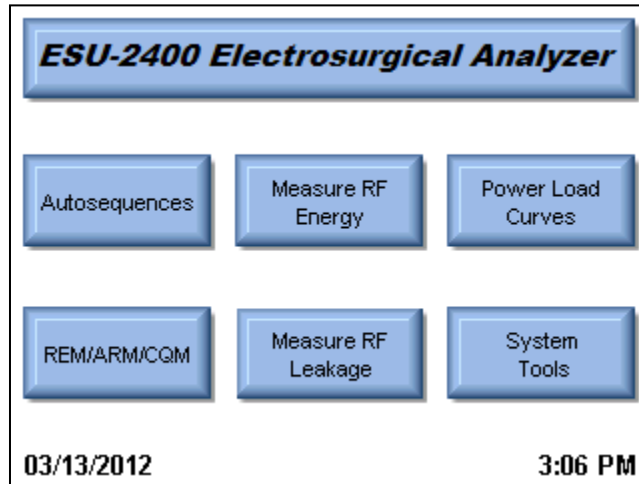 ESU-2400 Electrosurgical Analyzer
Autosequences
Measure RF
Energy
Power Load
Curves
REM/ARM/CQM
Measure RF
Leakage
System
Tools
03/13/2012
3:06 PM